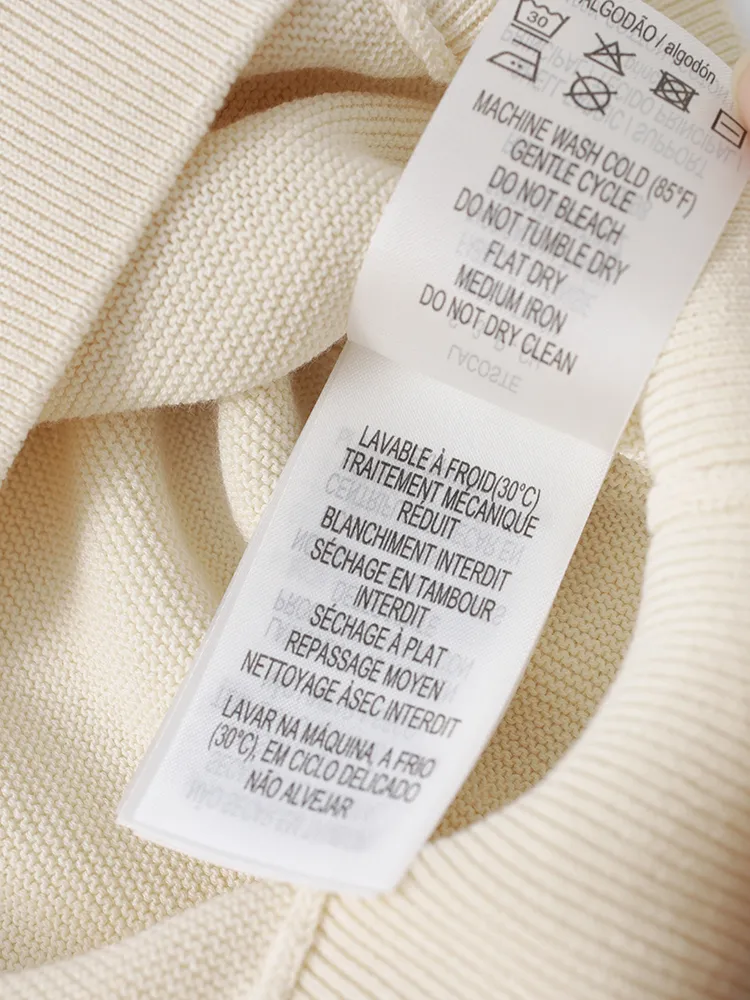 ALGODÃO / algodón
30
MACHINE WASH COLD (85°F)
GENTLE CYCLE
DO NOT BLEACH
DO NOT TUMBLE DRY
FLAT DRY
MEDIUM IRON
DO NOT DRY CLEAN
LACOSTE
LAVABLE À FROID(30°C)
TRAITEMENT MÉCANIQUE
RÉDUIT
BLANCHIMENT INTERDIT
SÉCHAGE EN TAMBOUR
INTERDIT
SÉCHAGE À PLAT
REPASSAGE MOYEN
NETTOYAGE ÀSEC INTERDIT
LAVAR NA MÁQUINA, A FRIO
(30°C), EM CICLO DELICADO
NÃO ALVEJAR